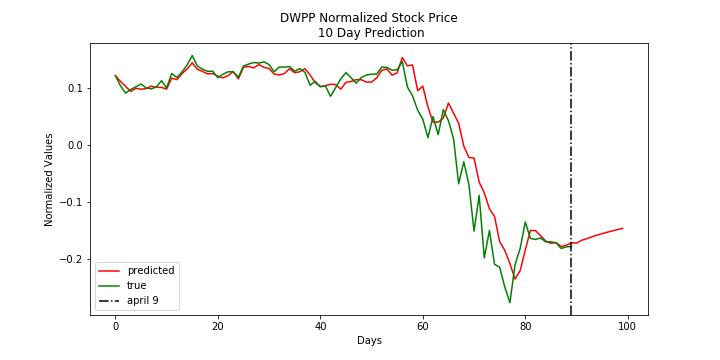 DWPP Normalized Stock Price
10 Day Prediction
Normalized Values
0.1
0.0
−0.1
−0.2
predicted
true
april 9
0
20
40
60
80
100
Days